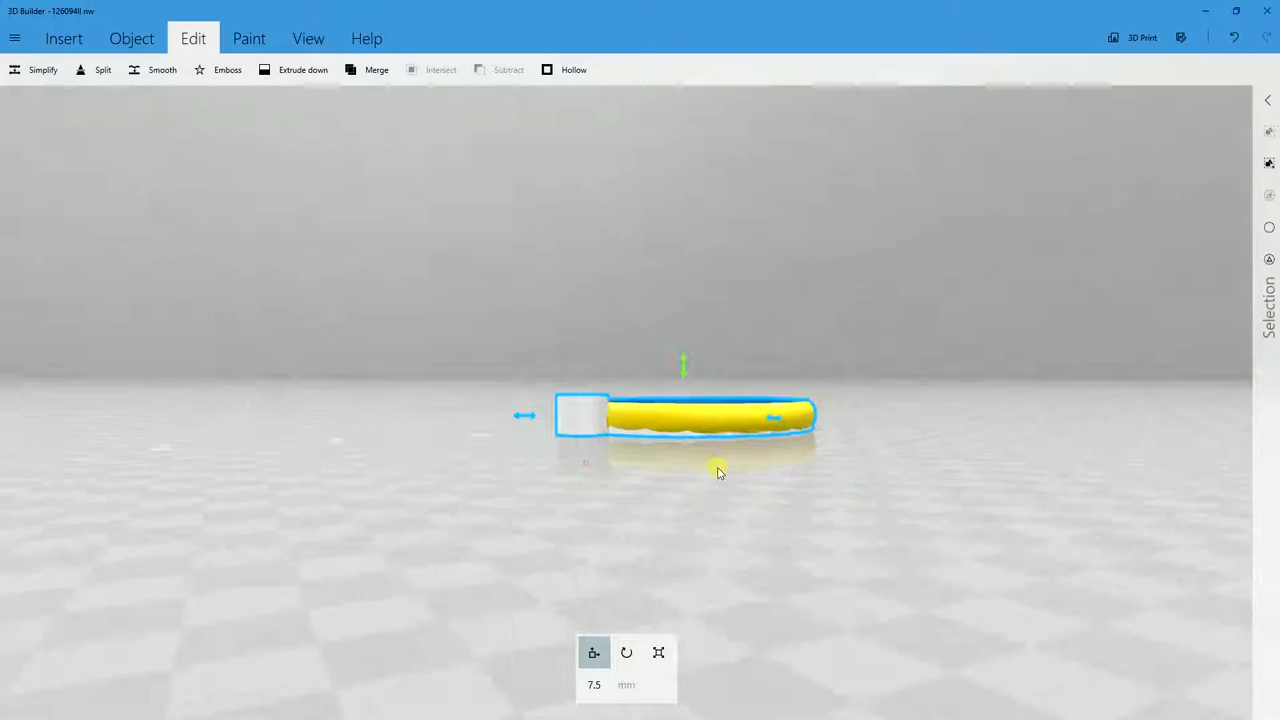 3D Builder -126094II nw
Insert
Object
Edit
Paint
View
Help
3D Print
Simplify
Split
Smooth
Emboss
Extrude down
Merge
Intersect
Subtract
Hollow
Selection
7.5 mm